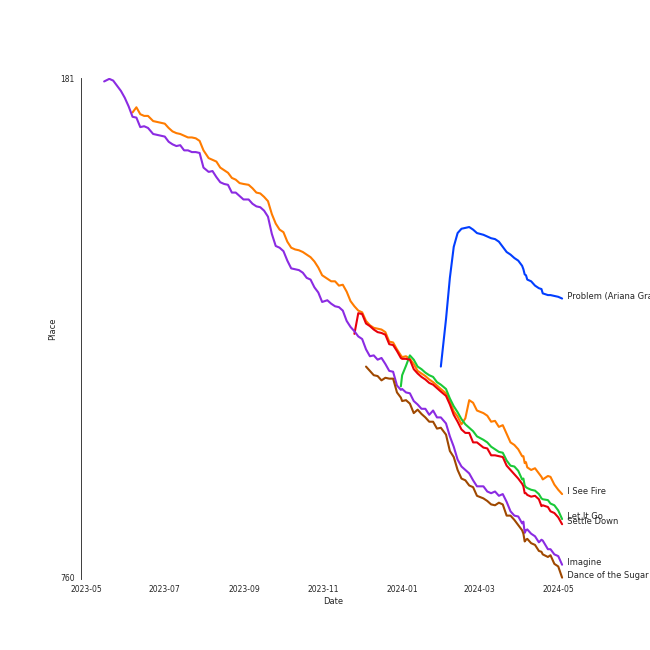 181
Place
760
2023-05
2023-07
2023-09
2023-11
2024-01
2024-03
2024-05
Date
Problem (Ariana Gra
I See Fire
Let It Go
Settle Down
Imagine
Dance of the Sugar